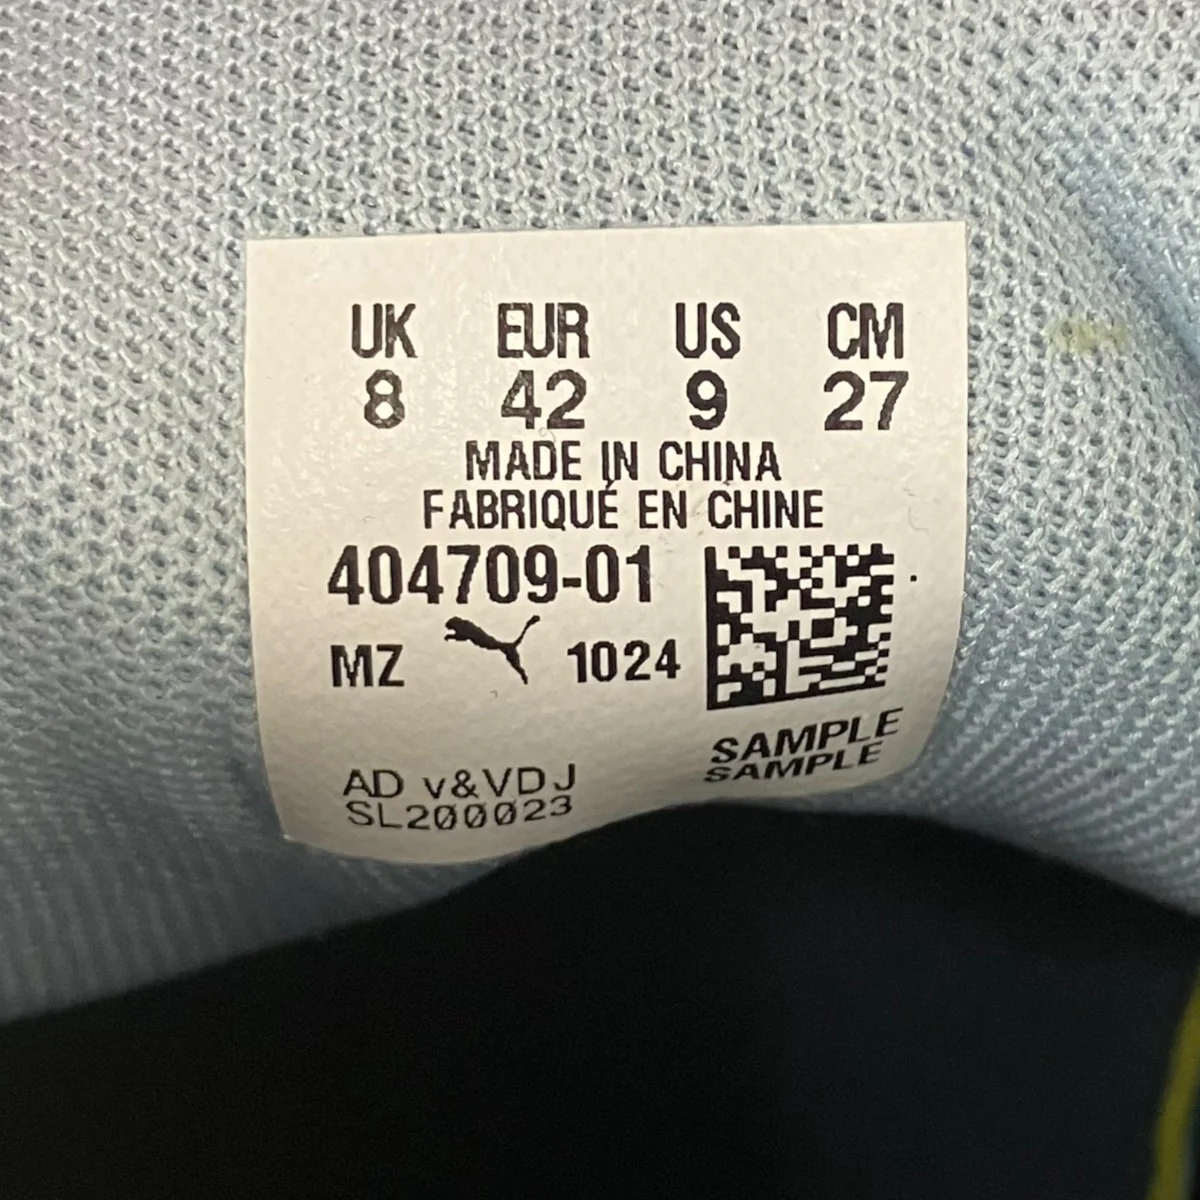 UK EUR US CM
8 42 9 27
MADE IN CHINA
FABRIQUÉ EN CHINE
404709-01
MZ 1024
SAMPLE
SAMPLE
AD v&VDJ
SL200023